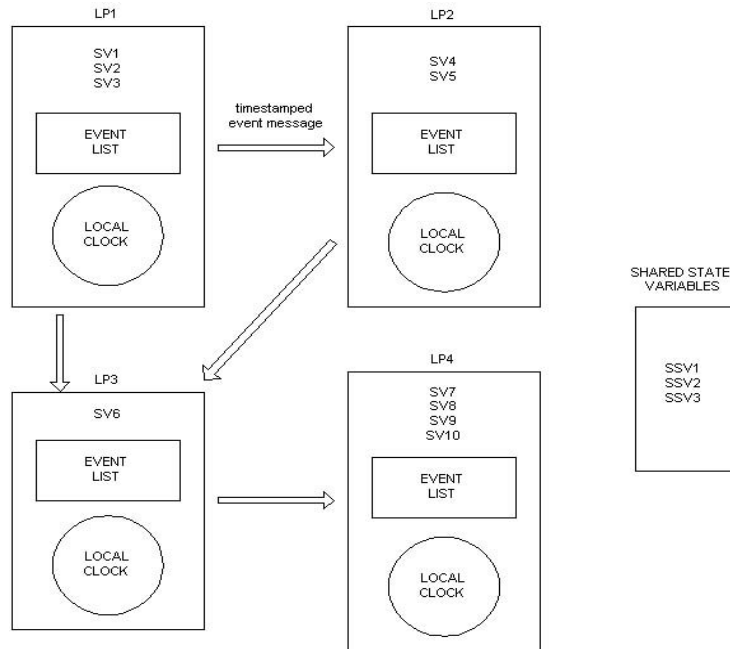 LP1
SV1
SV2
SV3
EVENT
LIST
LOCAL
CLOCK
timestamped
event message
LP2
SV4
SV5
EVENT
LIST
LOCAL
CLOCK
SHARED STATE
VARIABLES
SSV1
SSV2
SSV3
LP3
SV6
EVENT
LIST
LOCAL
CLOCK
LP4
SV7
SV8
SV9
SV10
EVENT
LIST
LOCAL
CLOCK